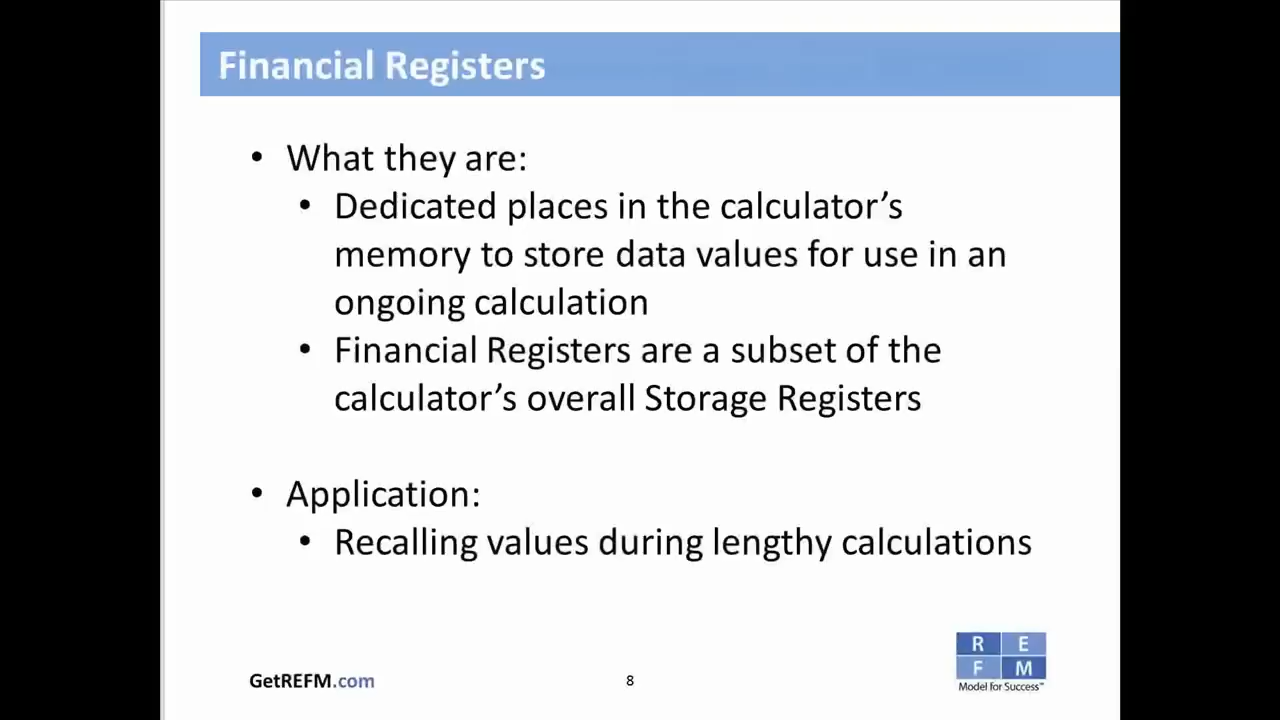 Financial Registers
• What they are:
• Dedicated places in the calculator’s
memory to store data values for use in an
ongoing calculation
• Financial Registers are a subset of the
calculator’s overall Storage Registers
• Application:
• Recalling values during lengthy calculations
GetREFM.com
8
R E
F M
Model for Success™